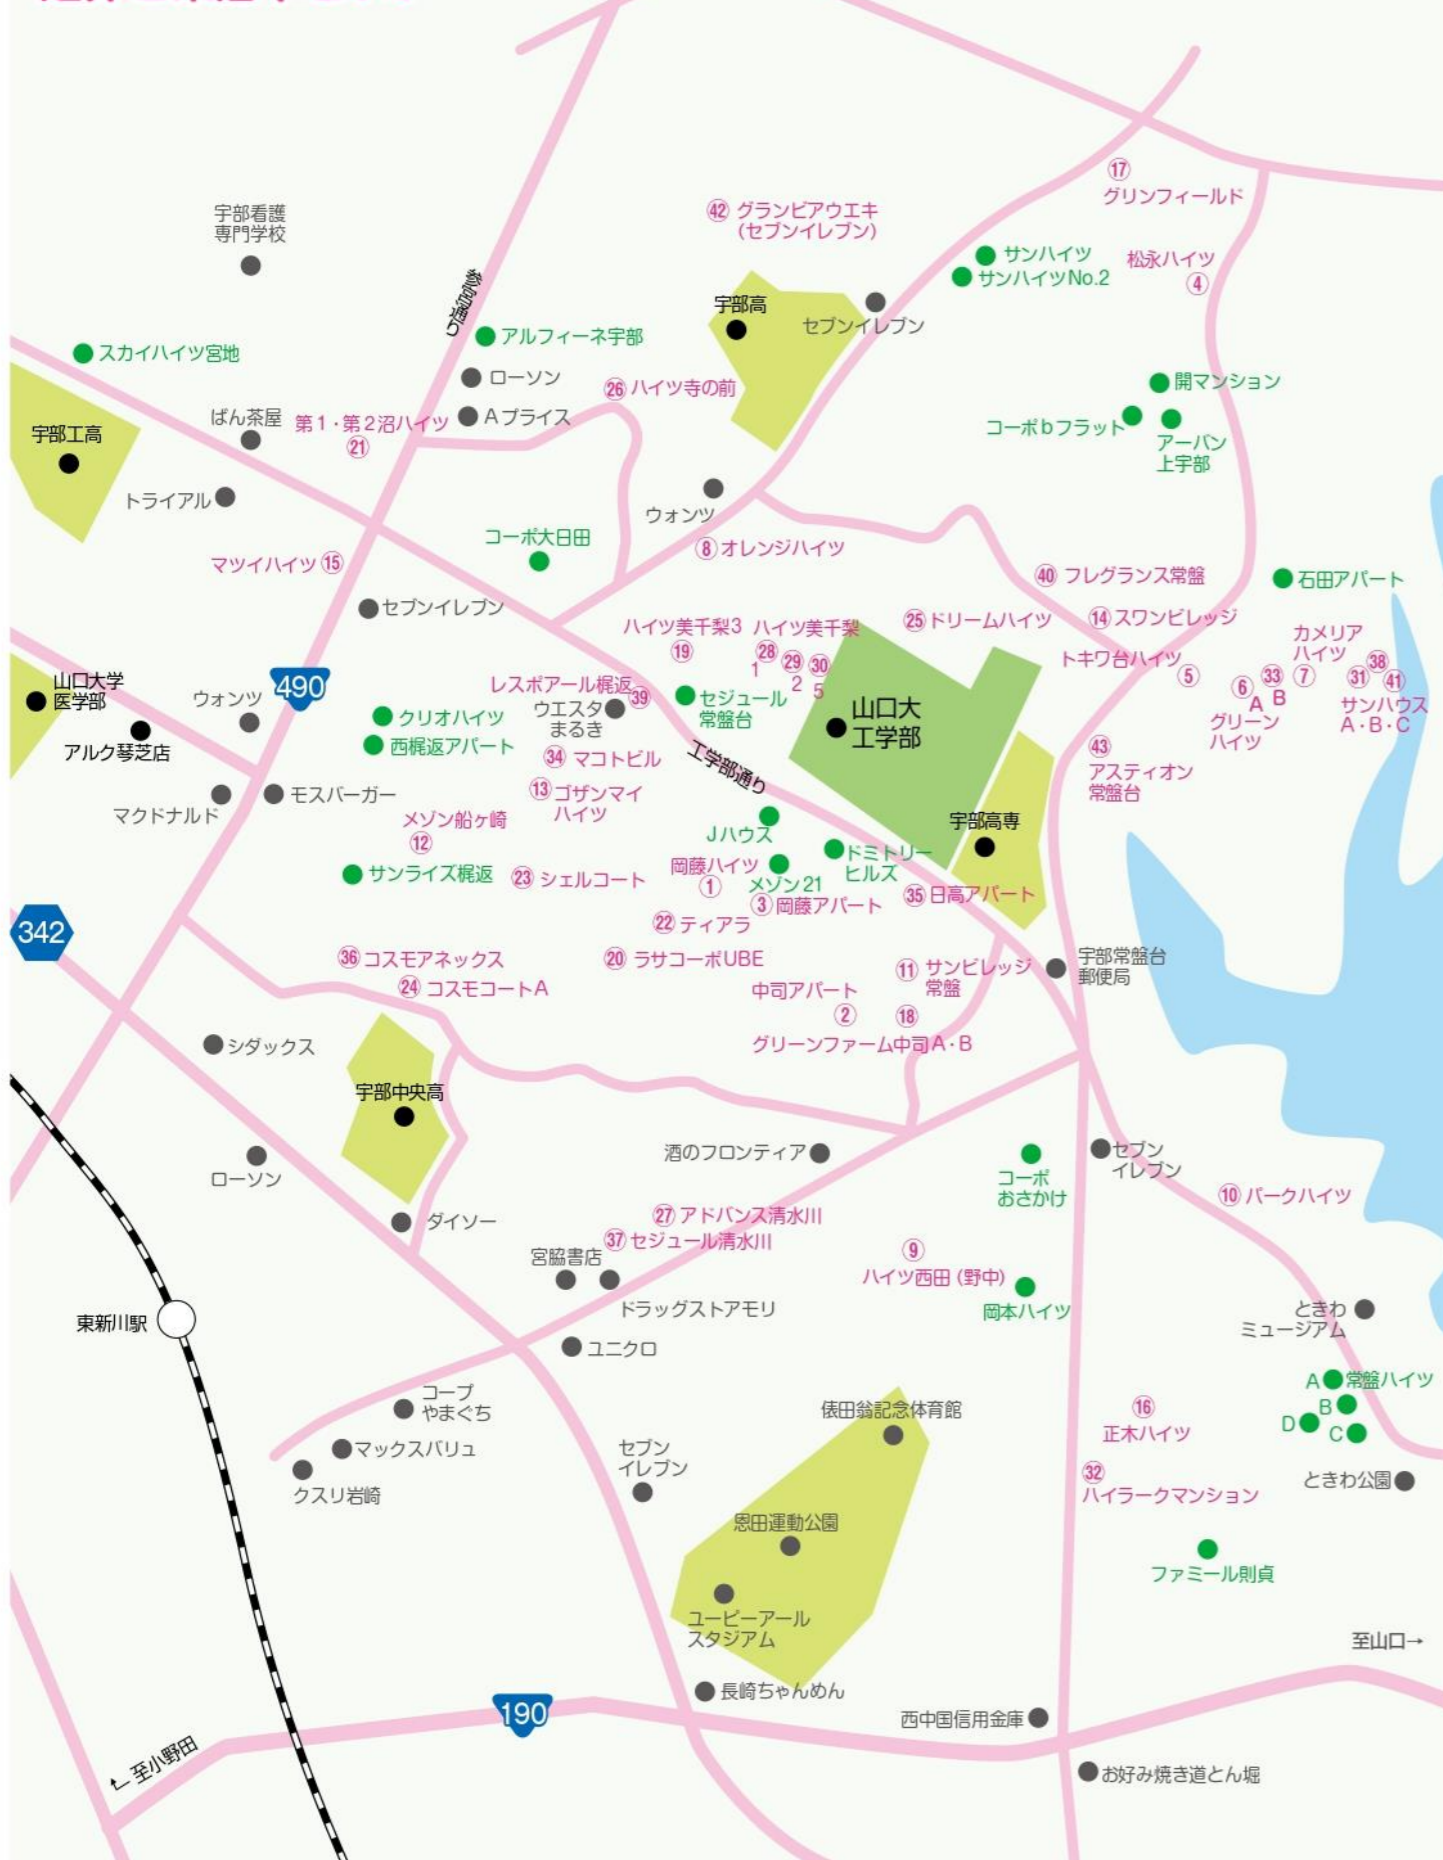 ⑰
グリンフィールド
宇部看護
専門学校
㊷ グランビアウエキ
(セブンイレブン)
サンハイツ
サンハイツNo.2
松永ハイツ
④
参宮通り
宇部高
セブンイレブン
アルフィーネ宇部
スカイハイツ宮地
ローソン
㉖ ハイツ寺の前
開マンション
Aプライス
ばん茶屋
第1・第2沼ハイツ
㉑
コーポbフラット
アーバン
上宇部
宇部工高
トライアル
ウォンツ
コーポ大日田
⑧ オレンジハイツ
マツイハイツ ⑮
㊵ フレグランス常盤
石田アパート
セブンイレブン
ハイツ美千梨3
⑲
ハイツ美千梨
㉘ ㉙ ㉚
1 2 5
㉕ ドリームハイツ
⑭ スワンビレッジ
トキワ台ハイツ ⑤
カメリア
ハイツ ⑦
⑥ ㉝
A B
グリーン
ハイツ
㉛ ㊳ ㊶
サンハウス
A・B・C
山口大学
医学部
アルク琴芝店
ウォンツ
490
レスポアール梶返 ㊴
ウエスタ
まるき
セジュール
常盤台
山口大
工学部
クリオハイツ
西梶返アパート
㉞ マコトビル
工学部通り
㊸
アスティオン
常盤台
マクドナルド
モスバーガー
⑬ ゴザンマイ
ハイツ
メゾン船ヶ崎
⑫
Jハウス
宇部高専
ドミトリー
ヒルズ
サンライズ梶返
㉓ シェルコート
岡藤ハイツ
①
メゾン21
③ 岡藤アパート
㉟ 日高アパート
㉒ ティアラ
342
㊱ コスモアネックス
㉔ コスモコートA
⑳ ラサコーポUBE
⑪ サンビレッジ
常盤
宇部常盤台
郵便局
中司アパート
②
⑱
グリーンファーム中司A・B
シダックス
宇部中央高
酒のフロンティア
セブン
イレブン
コーポ
おさかけ
ローソン
⑩ パークハイツ
ダイソー
㉗ アドバンス清水川
㊲ セジュール清水川
宮脇書店
⑨
ハイツ西田(野中)
岡本ハイツ
ドラッグストアモリ
ときわ
ミュージアム
東新川駅
ユニクロ
A 常盤ハイツ
B
D C
コープ
やまぐち
俵田翁記念体育館
⑯
正木ハイツ
マックスバリュ
クスリ岩崎
セブン
イレブン
㉜
ハイラークマンション
ときわ公園
恩田運動公園
ファミール則貞
ユーピーアール
スタジアム
至山口→
長崎ちゃんめん
190
西中国信用金庫
至小野田
お好み焼き道とん堀